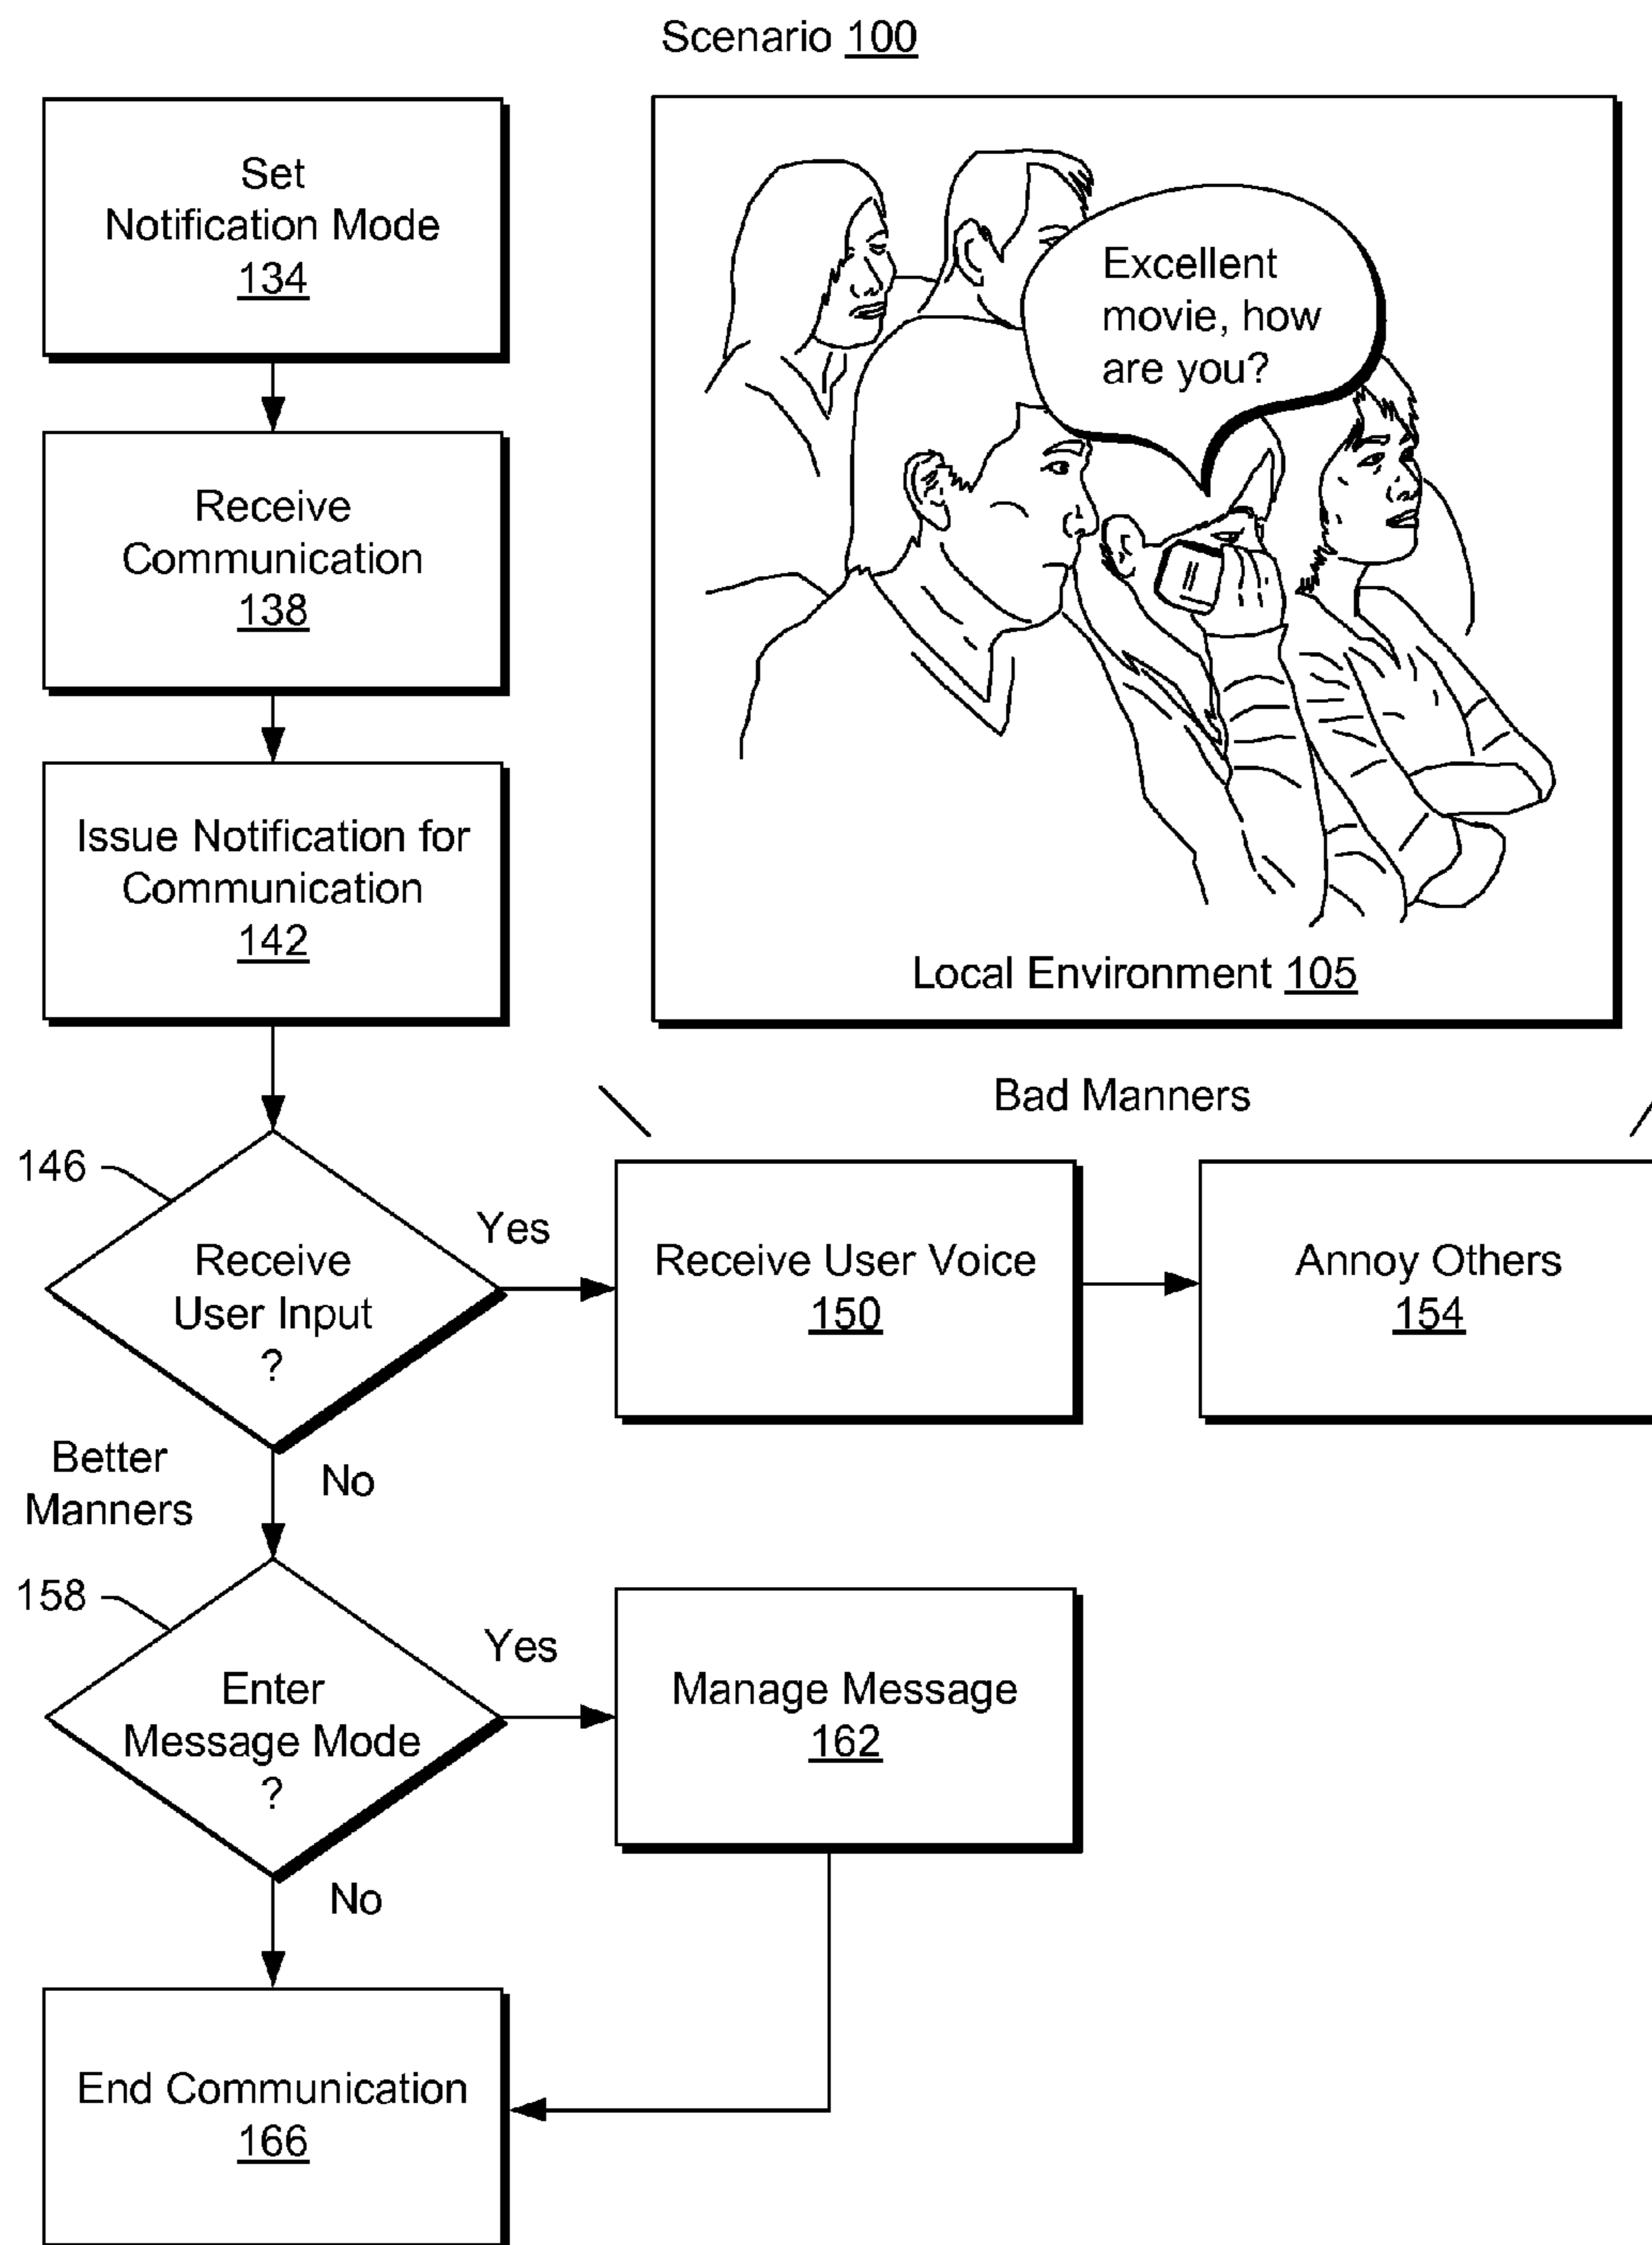 Scenario 100
Set
Notification Mode
134
Receive
Communication
138
Issue Notification for
Communication
142
Excellent
movie, how
are you?
Local Environment 105
Bad Manners
146
Receive
User Input
?
Yes
Receive User Voice
150
Annoy Others
154
Better
Manners
No
158
Enter
Message Mode
?
Yes
Manage Message
162
No
End Communication
166